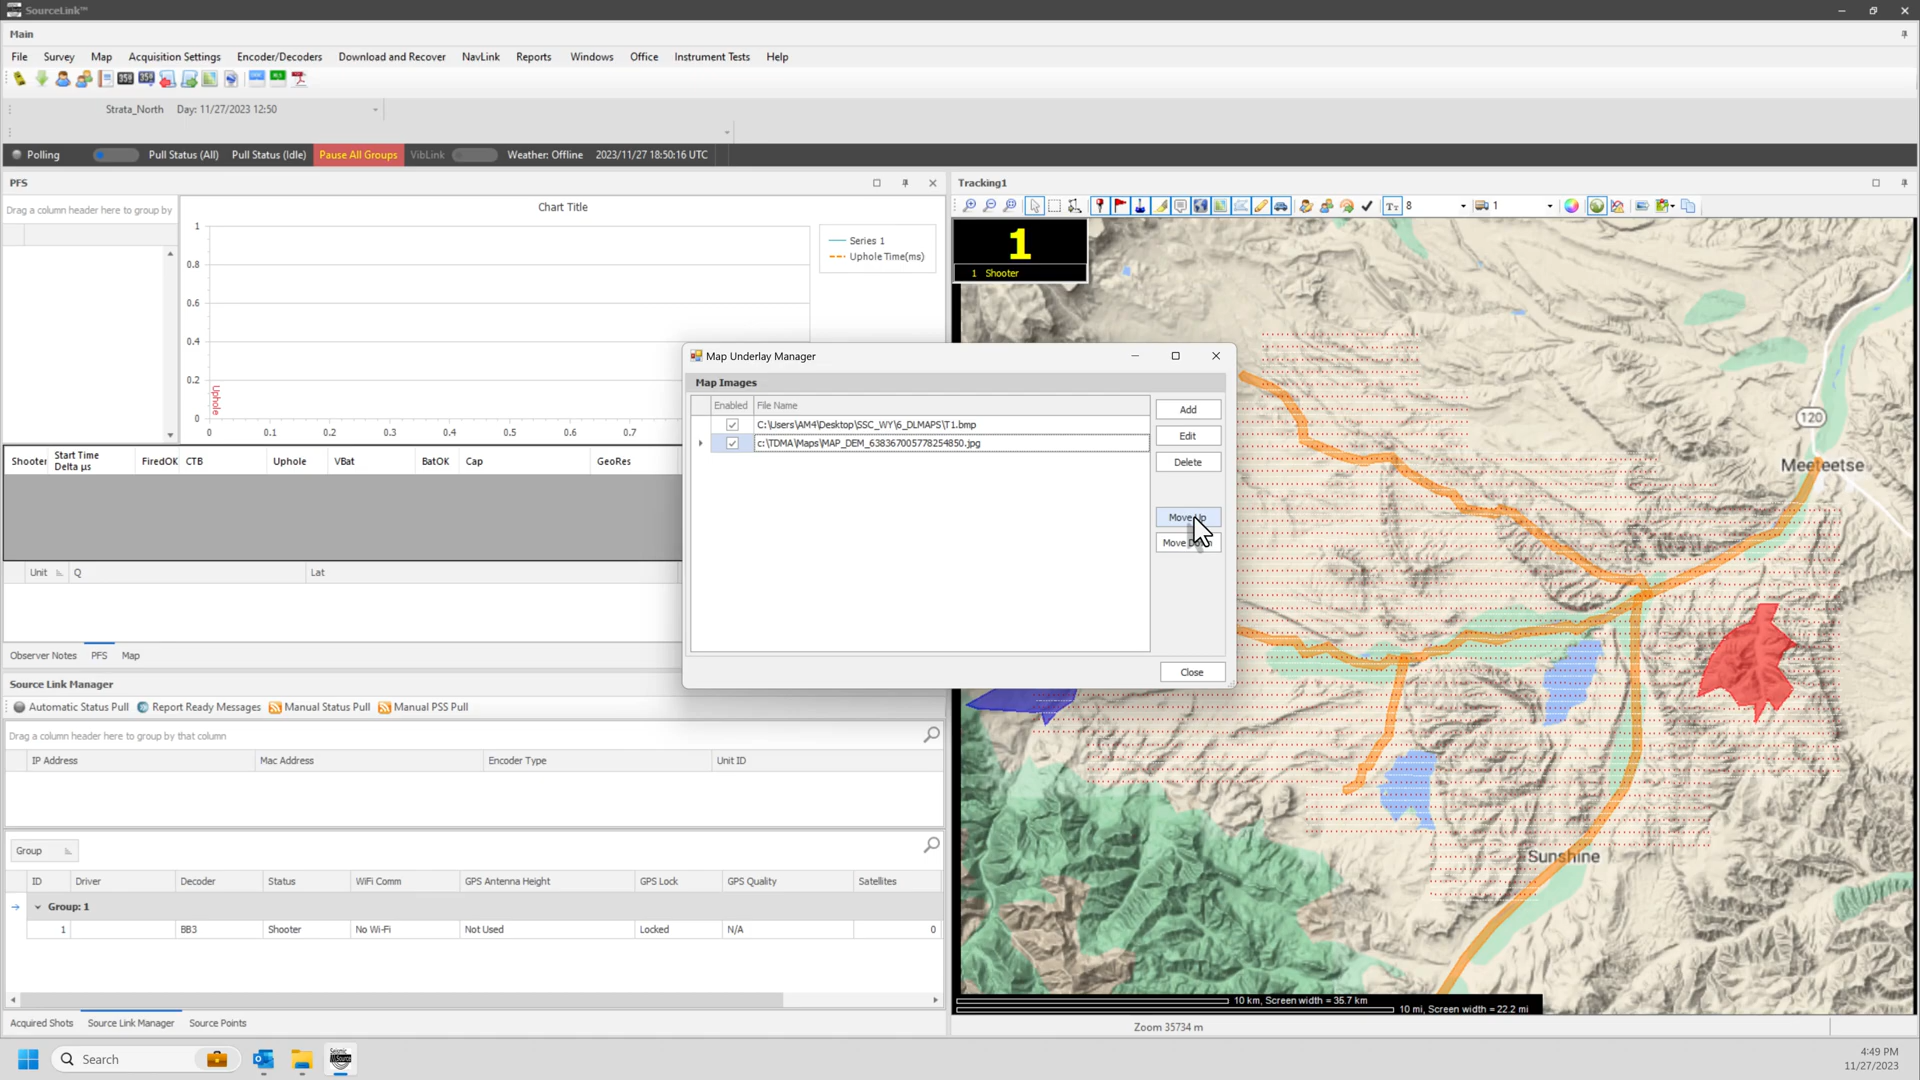 SourceLink™
Main
File Survey Map Acquisition Settings Encoder/Decoders Download and Recover NavLink Reports Windows Office Instrument Tests Help
Strata_North Day: 11/27/2023 12:50
Polling Pull Status (All) Pull Status (Idle) Pause All Groups VibLink Weather: Offline 2023/11/27 18:50:16 UTC
PFS
Drag a column header here to group by
Chart Title
1
0.8
0.6
0.4
0.2
0
0 0.1 0.2 0.3 0.4 0.5 0.6 0.7
Uphole
Series 1
Uphole Time(ms)
Shooter Start Time Delta µs FiredOK CTB Uphole VBat BatOK Cap GeoRes
Unit Q Lat
Observer Notes PFS Map
Source Link Manager
Automatic Status Pull Report Ready Messages Manual Status Pull Manual PSS Pull
Drag a column header here to group by that column
IP Address Mac Address Encoder Type Unit ID
Group
ID Driver Decoder Status WiFi Comm GPS Antenna Height GPS Lock GPS Quality Satellites
Group: 1
1 BB3 Shooter No Wi-Fi Not Used Locked N/A 0
Acquired Shots Source Link Manager Source Points
Map Underlay Manager
Map Images
Enabled File Name
C:\Users\AM4\Desktop\SSC_WY\6_DLMAPS\T1.bmp
c:\TDMA\Maps\MAP_DEM_638367005778254850.jpg
Add
Edit
Delete
Move Up
Move
Close
Tracking1
8 1
1
1 Shooter
120
Meeteetse
Sunshine
10 km, Screen width = 35.7 km
10 mi, Screen width = 22.2 mi
Zoom 35734 m
Search
4:49 PM
11/27/2023